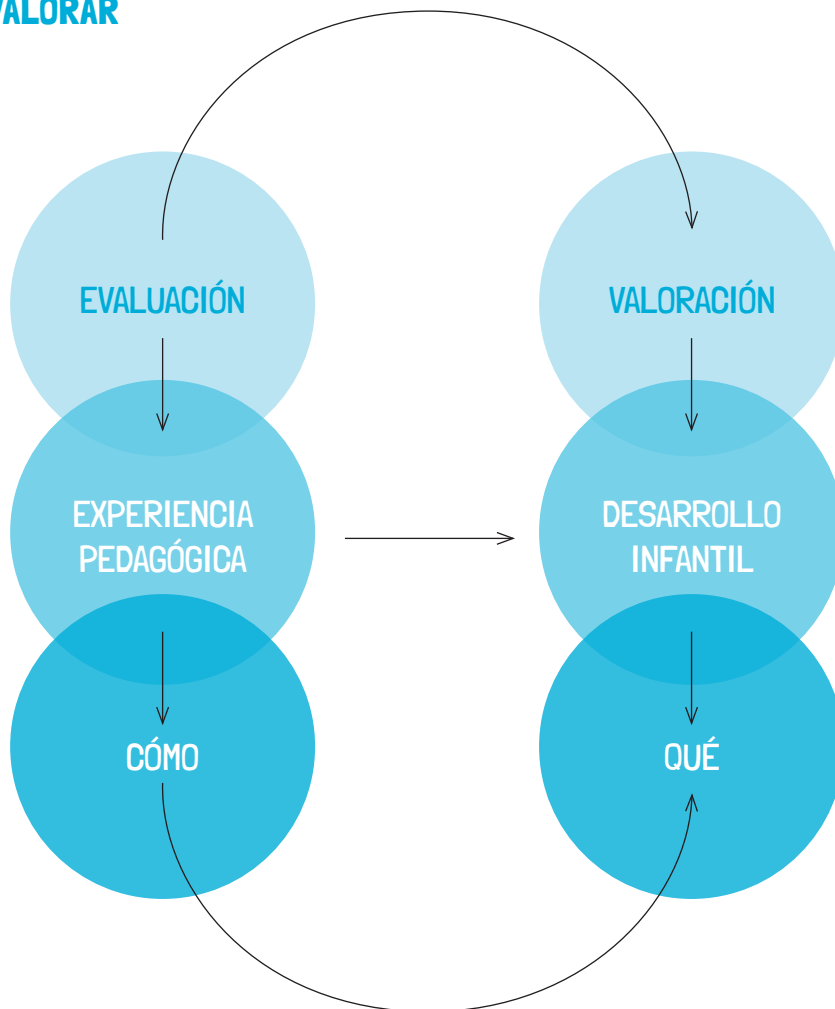 VALORAR
EVALUACIÓN
EXPERIENCIA
PEDAGÓGICA
CÓMO
VALORACIÓN
DESARROLLO
INFANTIL
QUÉ